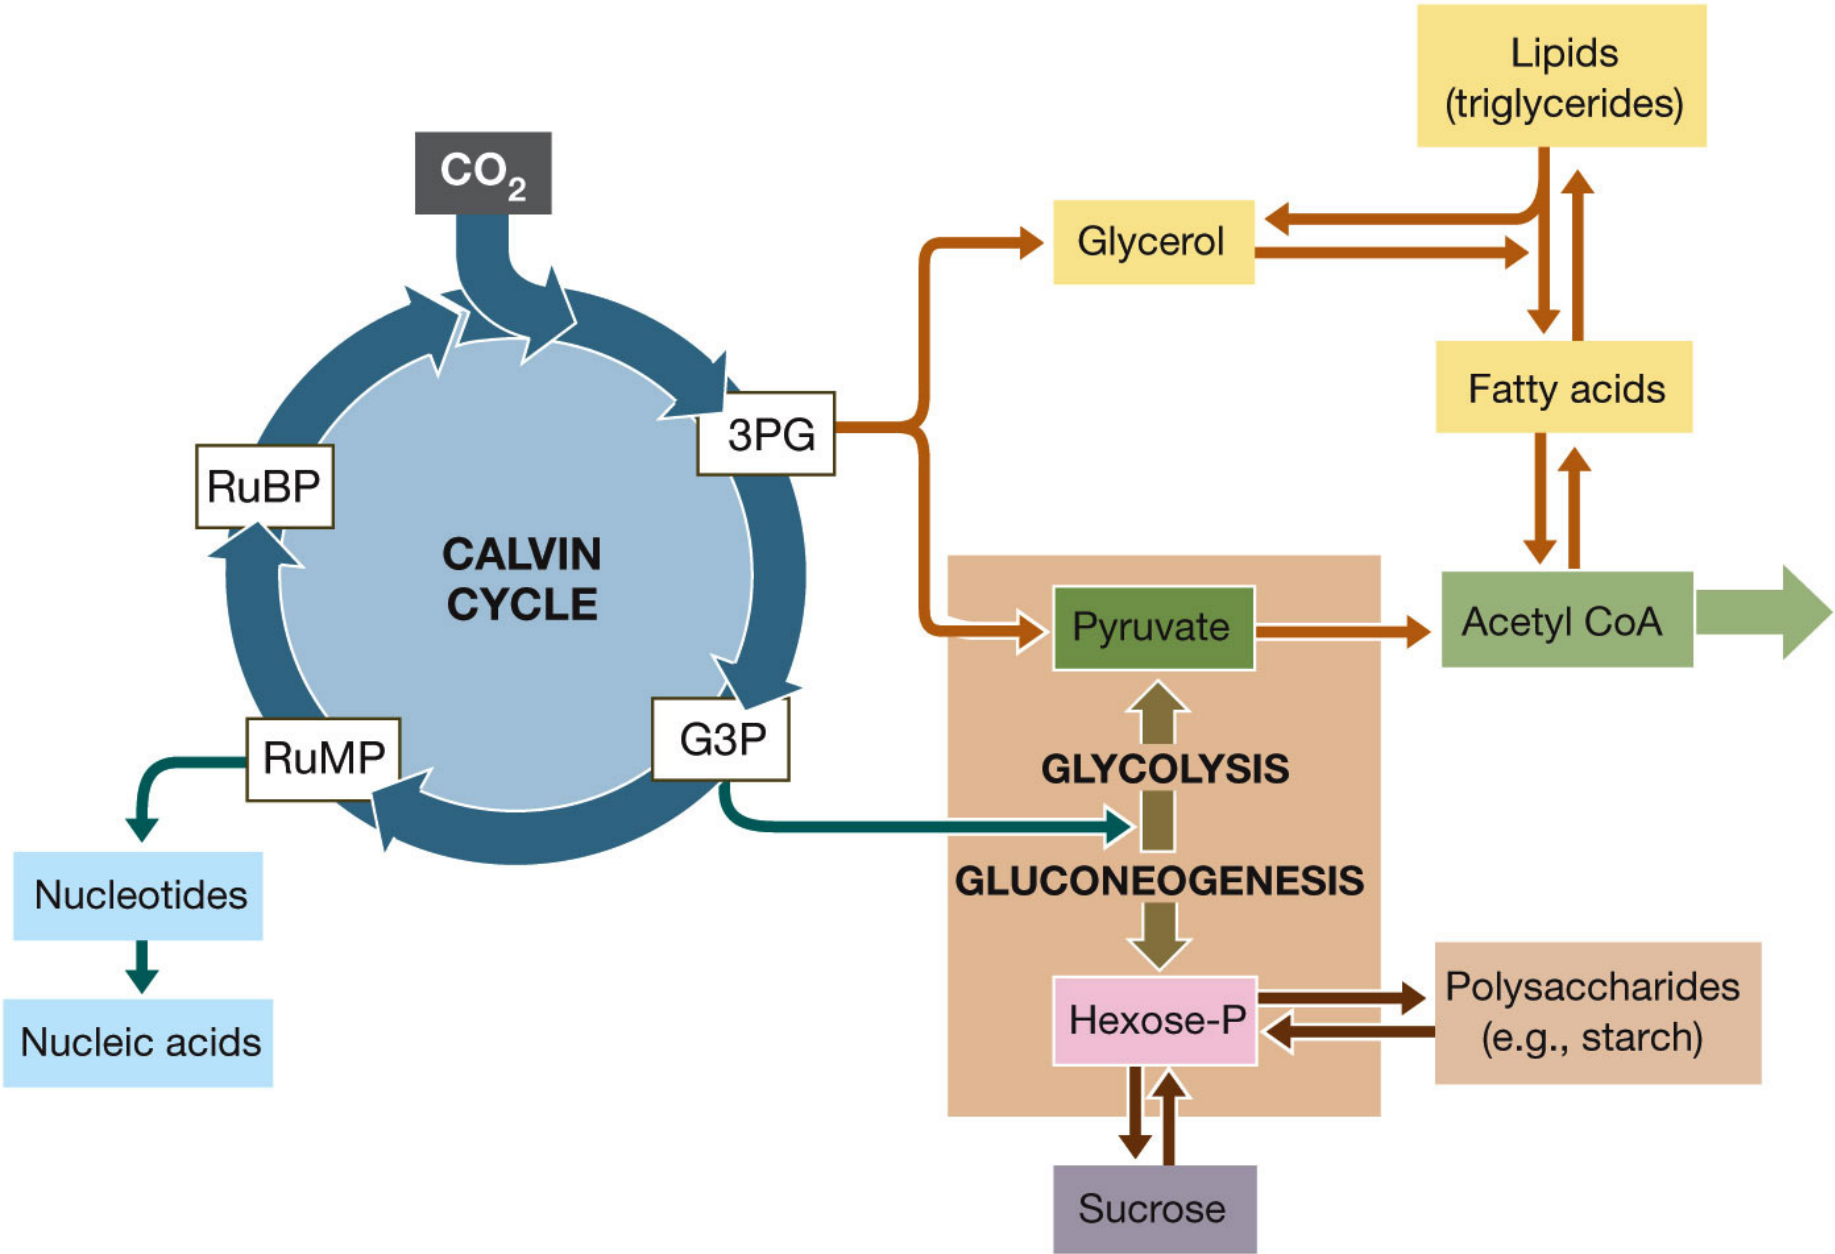 Lipids
(triglycerides)
CO₂
Glycerol
Fatty acids
3PG
RuBP
CALVIN
CYCLE
Pyruvate
Acetyl CoA
G3P
RuMP
GLYCOLYSIS
GLUCONEOGENESIS
Nucleotides
Nucleic acids
Hexose-P
Polysaccharides
(e.g., starch)
Sucrose